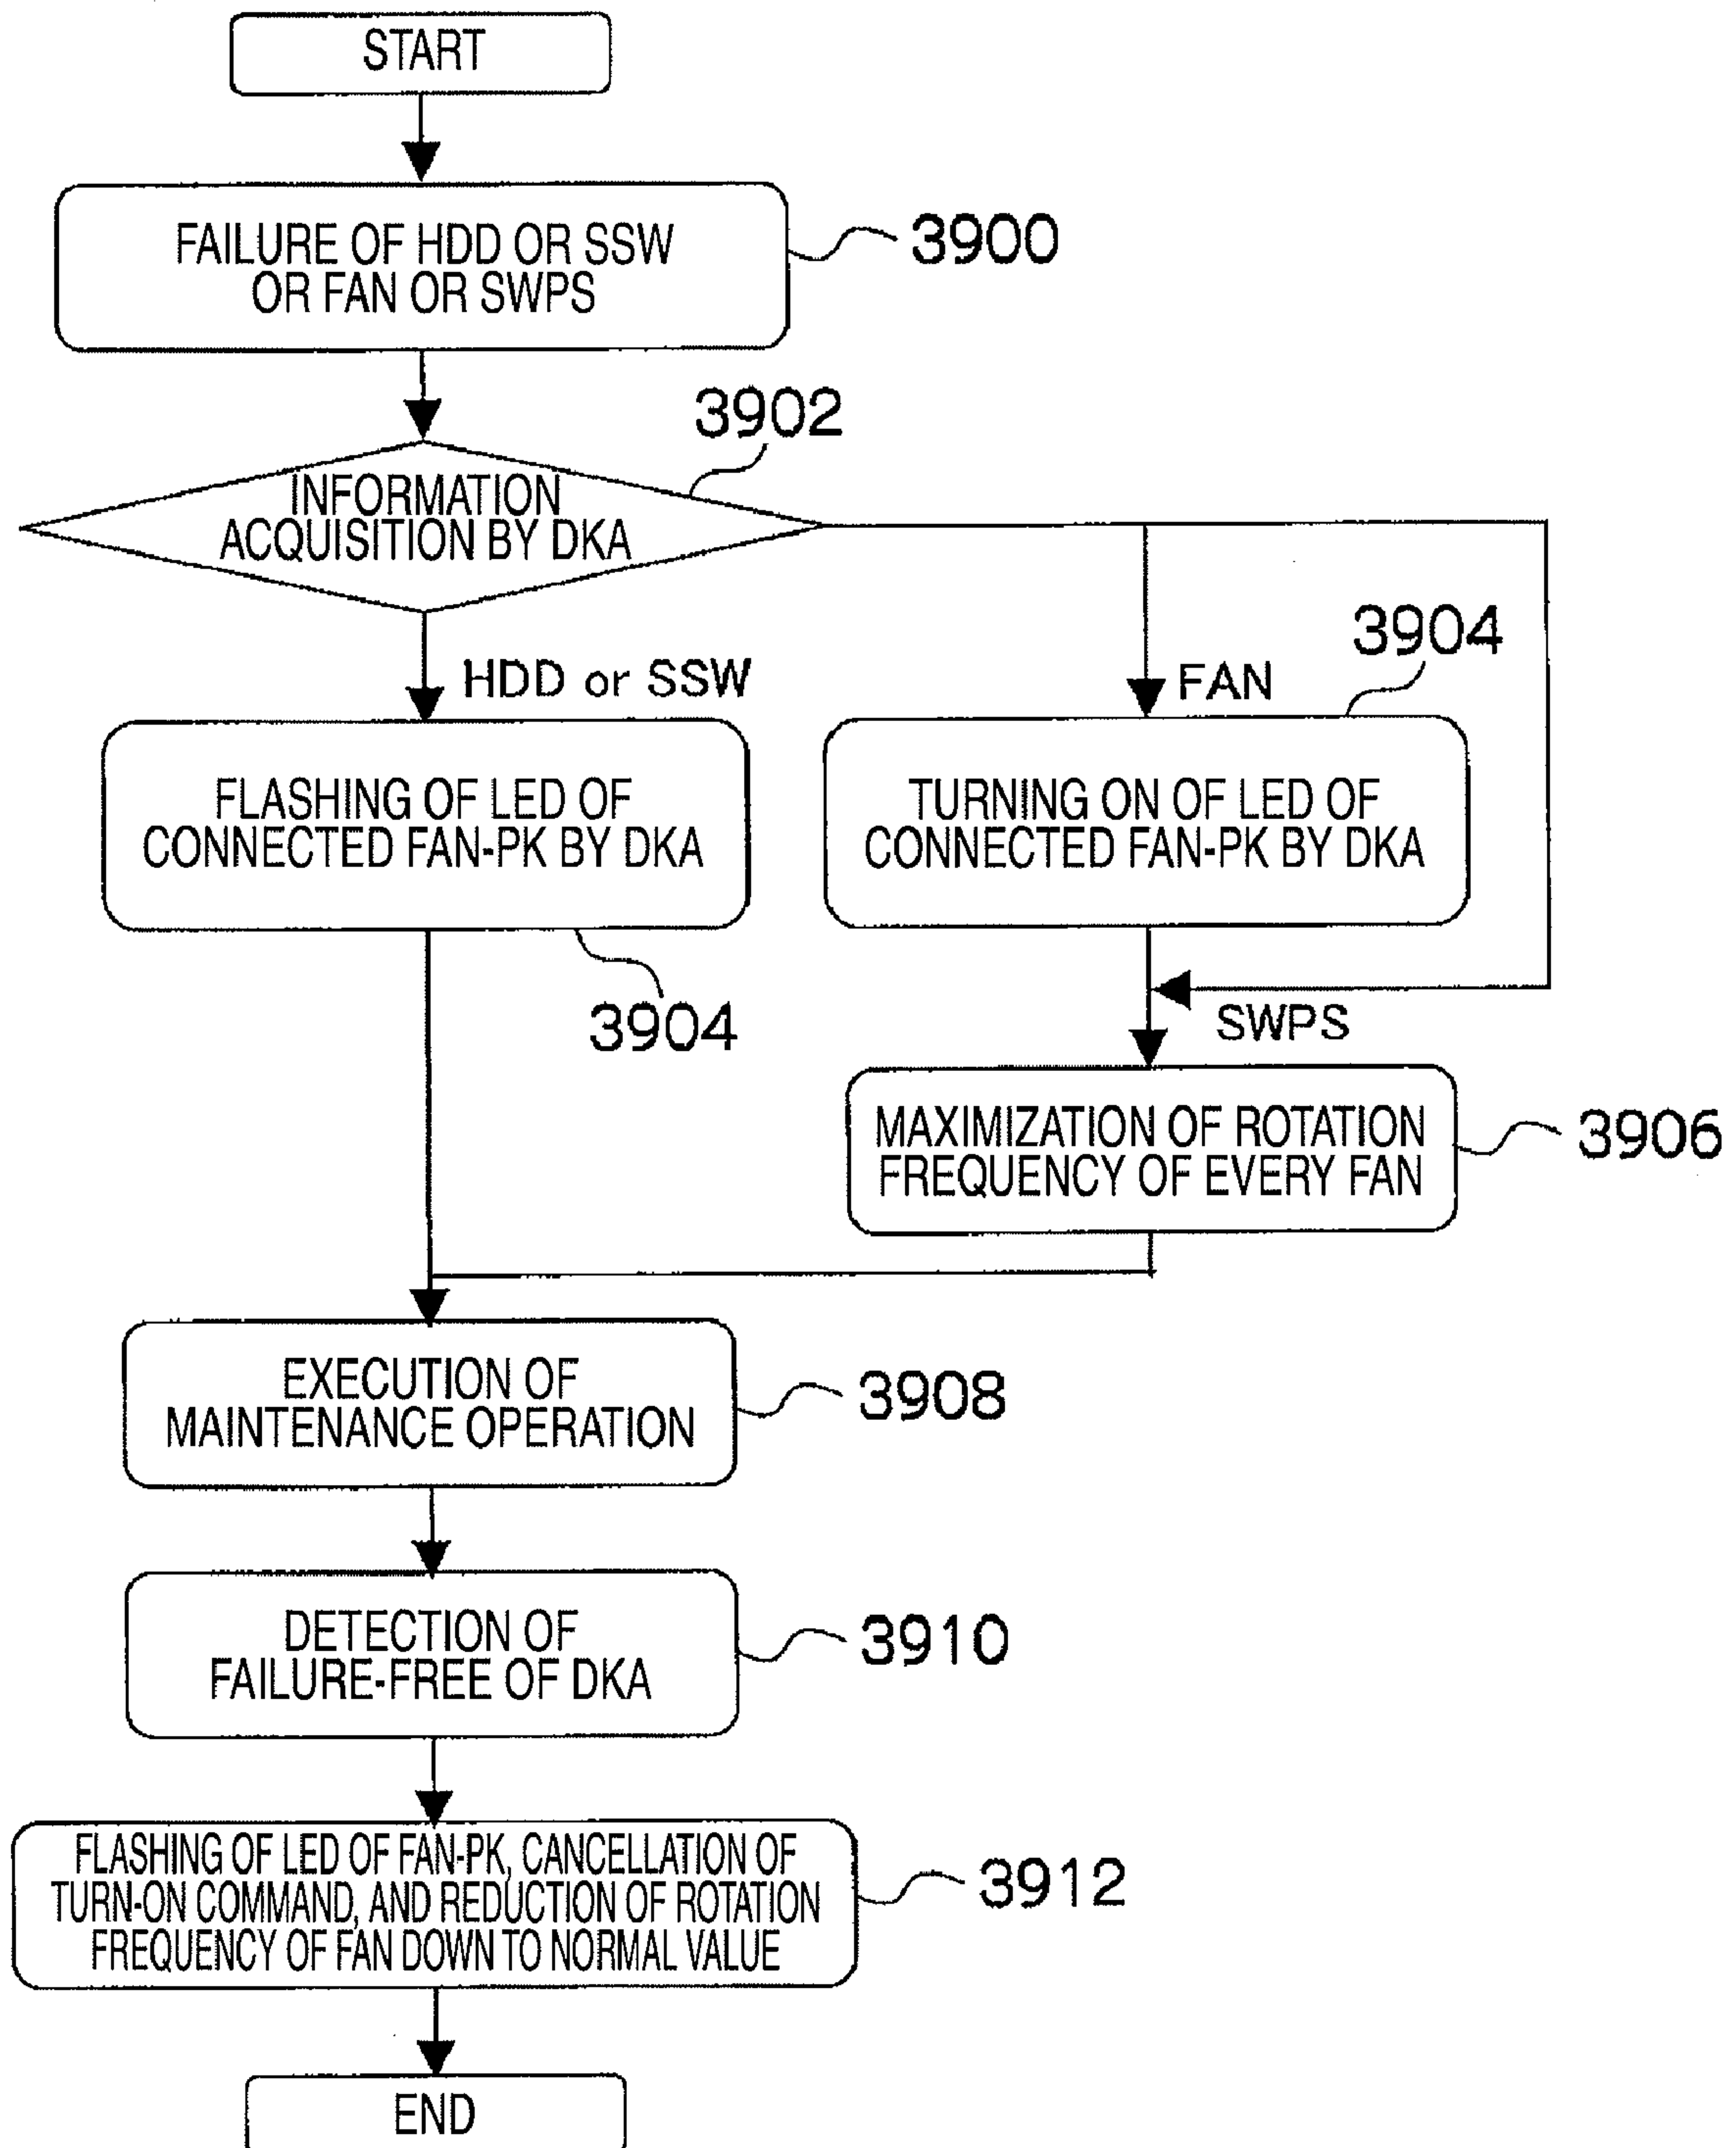 START
FAILURE OF HDD OR SSW
OR FAN OR SWPS
3900
3902
INFORMATION
ACQUISITION BY DKA
HDD or SSW
FAN
3904
FLASHING OF LED OF
CONNECTED FAN-PK BY DKA
3904
TURNING ON OF LED OF
CONNECTED FAN-PK BY DKA
SWPS
MAXIMIZATION OF ROTATION
FREQUENCY OF EVERY FAN
3906
EXECUTION OF
MAINTENANCE OPERATION
3908
DETECTION OF
FAILURE-FREE OF DKA
3910
FLASHING OF LED OF FAN-PK, CANCELLATION OF
TURN-ON COMMAND, AND REDUCTION OF ROTATION
FREQUENCY OF FAN DOWN TO NORMAL VALUE
3912
END